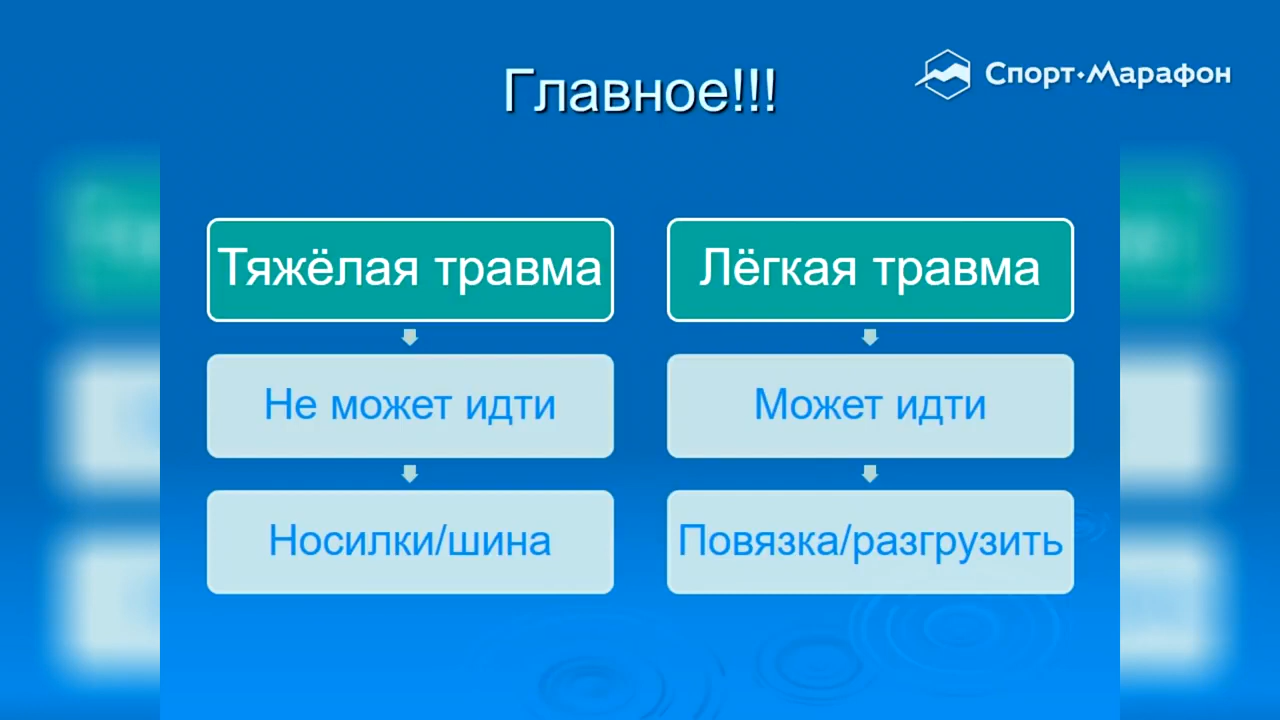 Главное!!!
Спорт·Марафон
Тяжёлая травма
Не может идти
Носилки/шина
Лёгкая травма
Может идти
Повязка/разгрузить